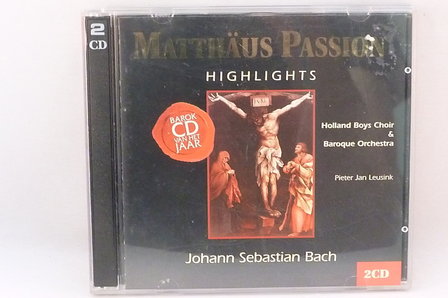 2
CD
MATTHÄUS PASSION
HIGHLIGHTS
BAROK
CD
VAN HET
JAAR
Holland Boys Choir
&
Baroque Orchestra
Pieter Jan Leusink
Johann Sebastian Bach
2CD